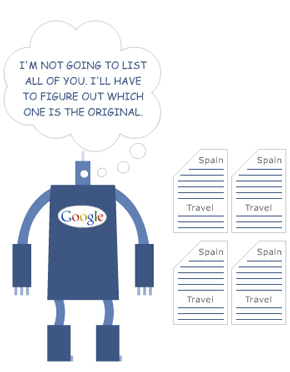 I'M NOT GOING TO LIST
ALL OF YOU. I'LL HAVE
TO FIGURE OUT WHICH
ONE IS THE ORIGINAL.
Google
Spain
Travel
Spain
Travel
Spain
Travel
Spain
Travel